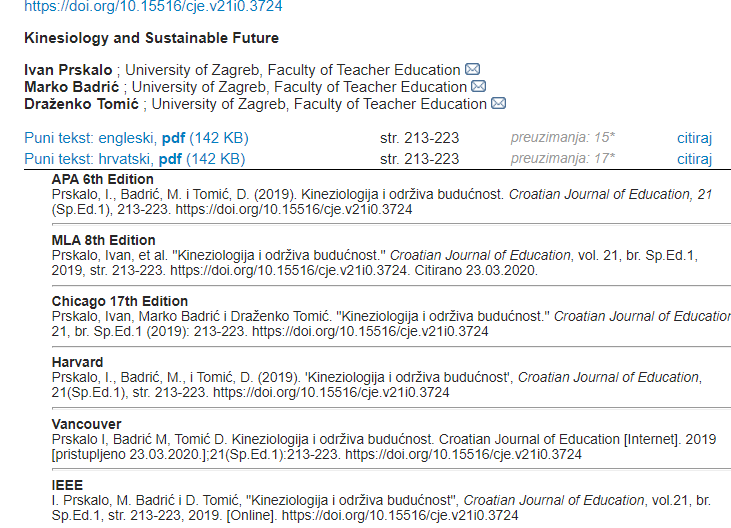 https://doi.org/10.15516/cje.v21i0.3724
Kinesiology and Sustainable Future
Ivan Prskalo ; University of Zagreb, Faculty of Teacher Education
Marko Badrić ; University of Zagreb, Faculty of Teacher Education
Draženko Tomić ; University of Zagreb, Faculty of Teacher Education
Puni tekst: engleski, pdf (142 KB) str. 213-223 preuzimanja: 15* citiraj
Puni tekst: hrvatski, pdf (142 KB) str. 213-223 preuzimanja: 17* citiraj
APA 6th Edition
Prskalo, I., Badrić, M. i Tomić, D. (2019). Kineziologija i održiva budućnost. Croatian Journal of Education, 21
(Sp.Ed.1), 213-223. https://doi.org/10.15516/cje.v21i0.3724
MLA 8th Edition
Prskalo, Ivan, et al. "Kineziologija i održiva budućnost." Croatian Journal of Education, vol. 21, br. Sp.Ed.1,
2019, str. 213-223. https://doi.org/10.15516/cje.v21i0.3724. Citirano 23.03.2020.
Chicago 17th Edition
Prskalo, Ivan, Marko Badrić i Draženko Tomić. "Kineziologija i održiva budućnost." Croatian Journal of Education
21, br. Sp.Ed.1 (2019): 213-223. https://doi.org/10.15516/cje.v21i0.3724
Harvard
Prskalo, I., Badrić, M., i Tomić, D. (2019). 'Kineziologija i održiva budućnost', Croatian Journal of Education,
21(Sp.Ed.1), str. 213-223. https://doi.org/10.15516/cje.v21i0.3724
Vancouver
Prskalo I, Badrić M, Tomić D. Kineziologija i održiva budućnost. Croatian Journal of Education [Internet]. 2019
[pristupljeno 23.03.2020.];21(Sp.Ed.1):213-223. https://doi.org/10.15516/cje.v21i0.3724
IEEE
I. Prskalo, M. Badrić i D. Tomić, "Kineziologija i održiva budućnost", Croatian Journal of Education, vol.21, br.
Sp.Ed.1, str. 213-223, 2019. [Online]. https://doi.org/10.15516/cje.v21i0.3724